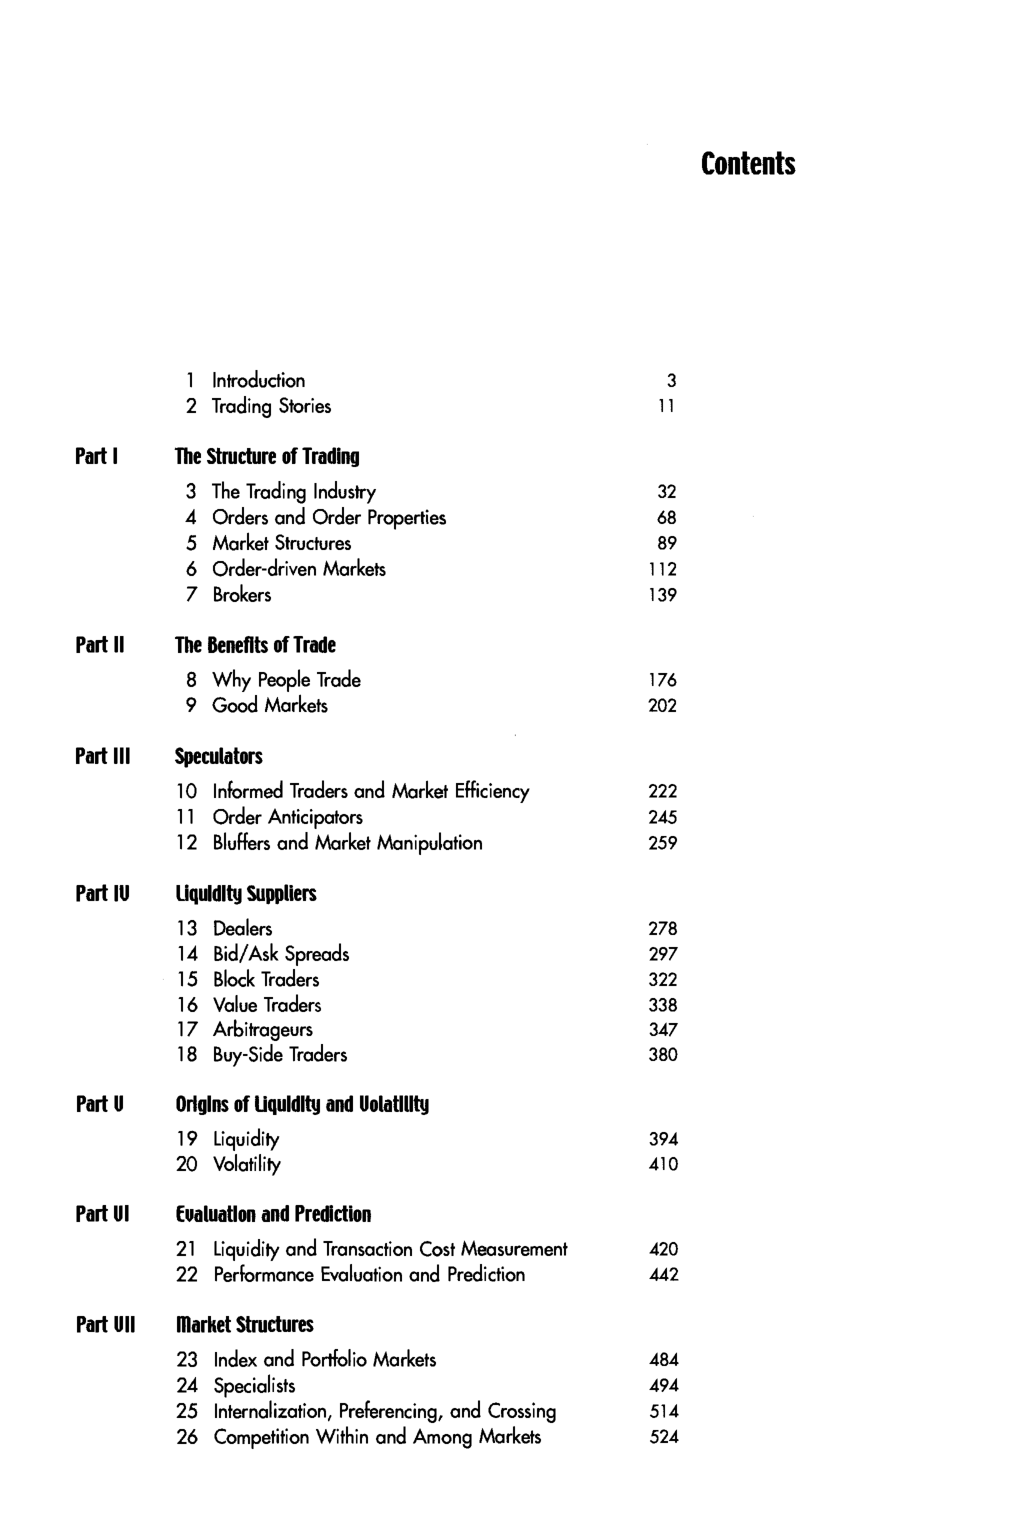 Contents
1 Introduction 3
2 Trading Stories 11
Part I The Structure of Trading
3 The Trading Industry 32
4 Orders and Order Properties 68
5 Market Structures 89
6 Order-driven Markets 112
7 Brokers 139
Part II The Benefits of Trade
8 Why People Trade 176
9 Good Markets 202
Part III Speculators
10 Informed Traders and Market Efficiency 222
11 Order Anticipators 245
12 Bluffers and Market Manipulation 259
Part IV Liquidity Suppliers
13 Dealers 278
14 Bid/Ask Spreads 297
15 Block Traders 322
16 Value Traders 338
17 Arbitrageurs 347
18 Buy-Side Traders 380
Part V Origins of Liquidity and Volatility
19 Liquidity 394
20 Volatility 410
Part VI Evaluation and Prediction
21 Liquidity and Transaction Cost Measurement 420
22 Performance Evaluation and Prediction 442
Part VII Market Structures
23 Index and Portfolio Markets 484
24 Specialists 494
25 Internalization, Preferencing, and Crossing 514
26 Competition Within and Among Markets 524